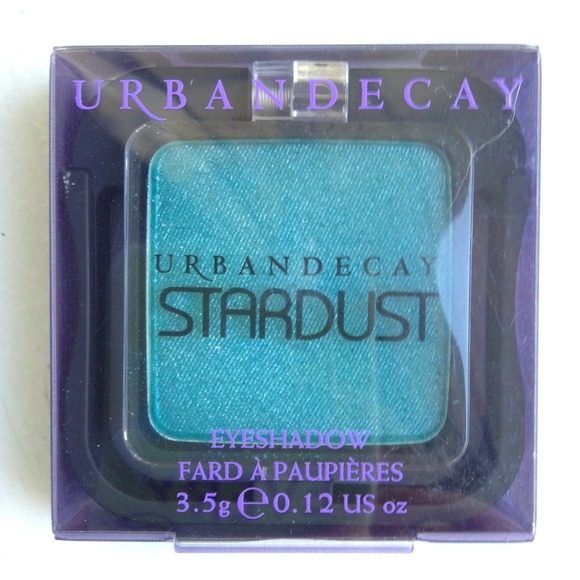 URBANDECAY
URBANDECAY
STARDUST
EYESHADOW
FARD À PAUPIÈRES
3.5g ℮ 0.12 US oz